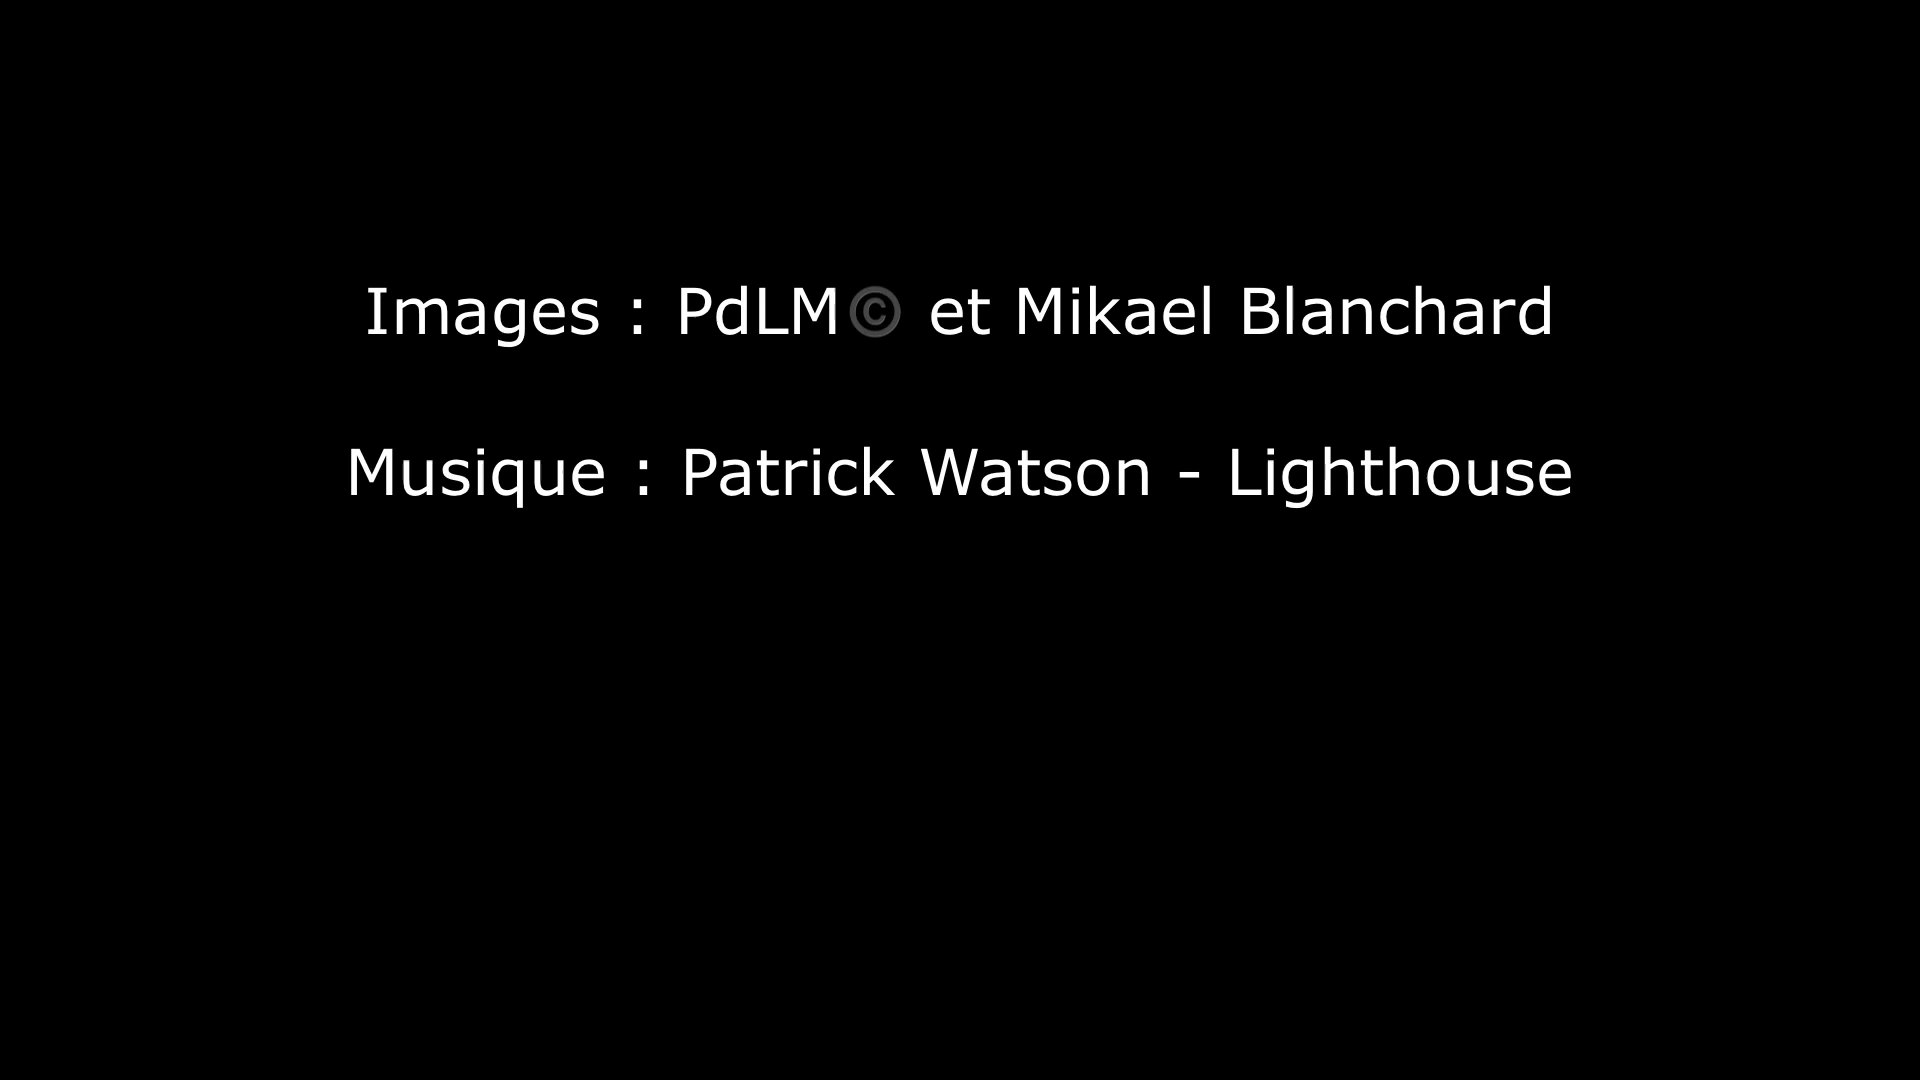 Images : PdLM© et Mikael Blanchard
Musique : Patrick Watson - Lighthouse